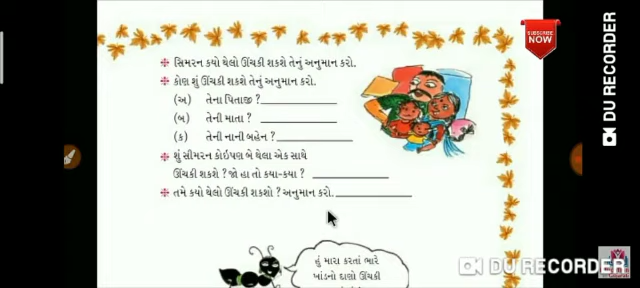 SUBSCRIBE
NOW
DU RECORDER
સિમરન કયો થેલો ઊંચકી શકશે તેનું અનુમાન કરો.
કોણ શું ઊંચકી શકશે તેનું અનુમાન કરો.
(અ) તેના પિતાજી ?
(બ) તેની માતા ?
(ક) તેની નાની બહેન ?
શું સીમરન કોઇપણ બે થેલા એક સાથે
ઊંચકી શકશે ? જો હા તો કયા-કયા ?
તમે કયો થેલો ઊંચકી શકશો ? અનુમાન કરો.
હું મારા કરતાં ભારે
ખાંડનો દાણો ઊંચકી
DU RECORDER